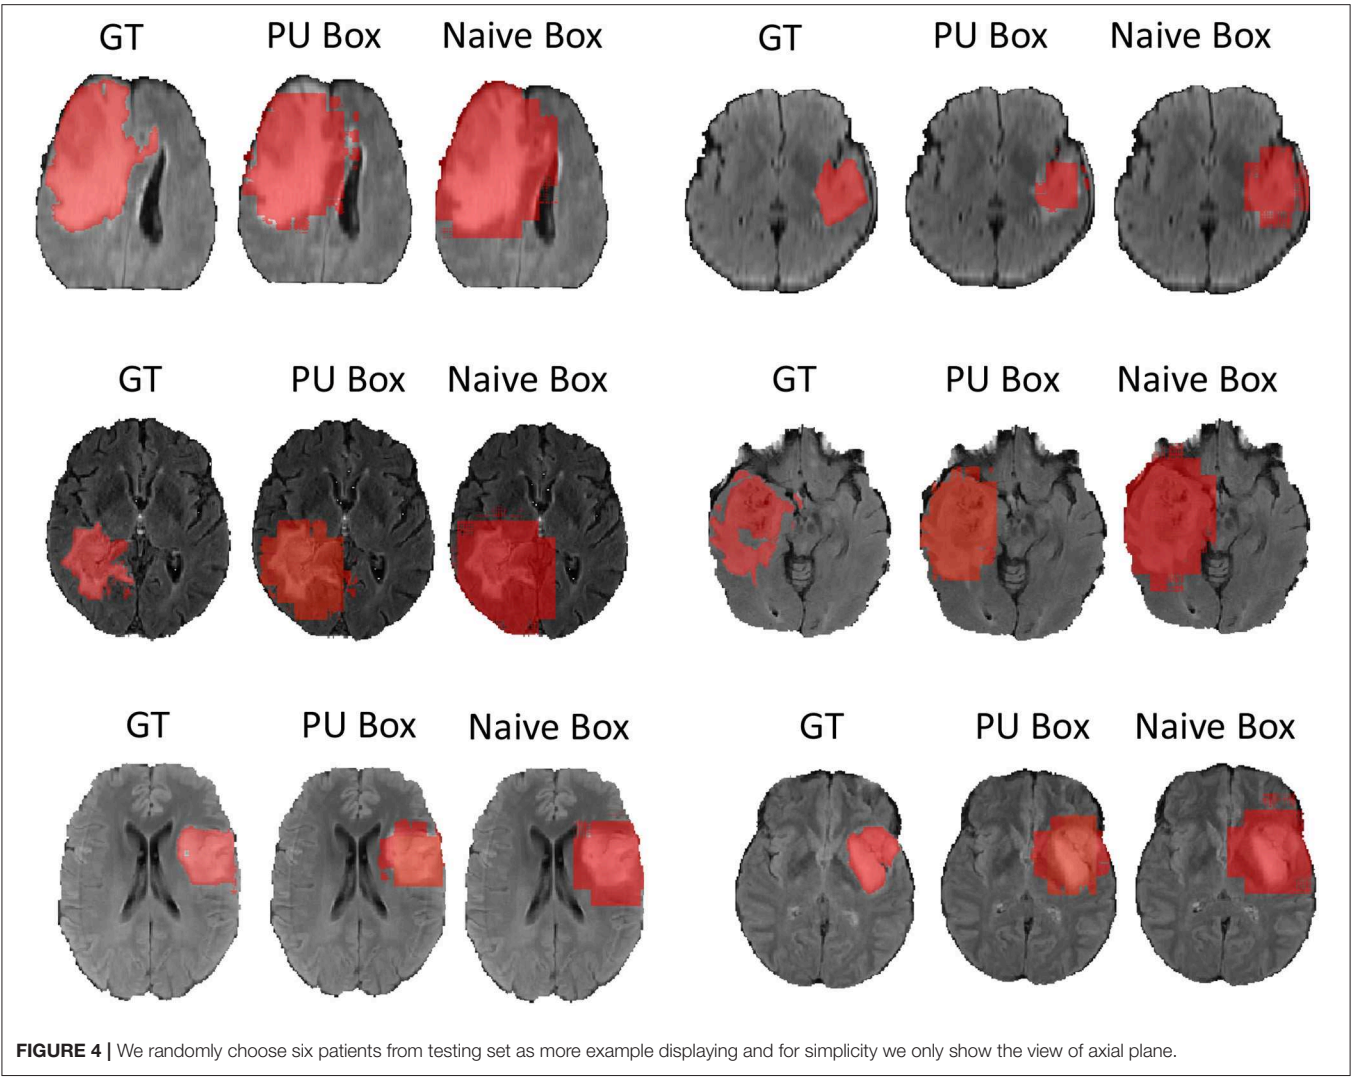 GT PU Box Naive Box GT PU Box Naive Box
GT PU Box Naive Box GT PU Box Naive Box
GT PU Box Naive Box GT PU Box Naive Box
FIGURE 4 | We randomly choose six patients from testing set as more example displaying and for simplicity we only show the view of axial plane.